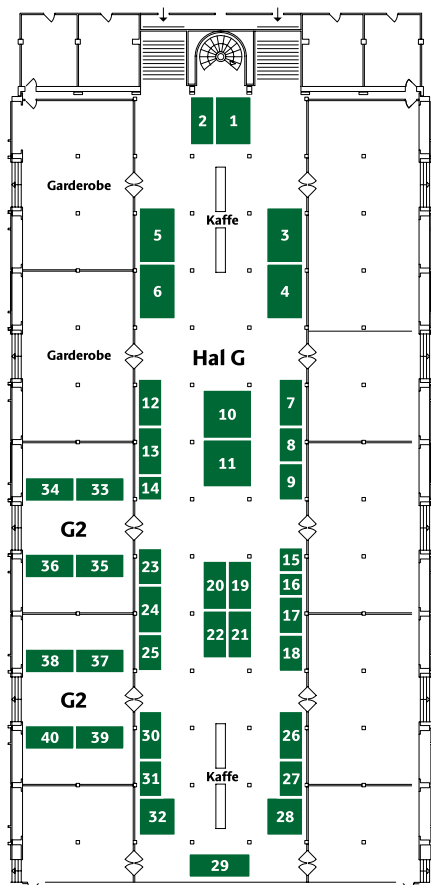 2 1
Garderobe
Kaffe
5 3
6 4
Garderobe
Hal G
12 10 7
13 11 8
14 9
34 33
G2
36 35
23 20 19 15
16
24 22 21 17
25 18
38 37
G2
40 39
30 26
31 Kaffe 27
32 28
29